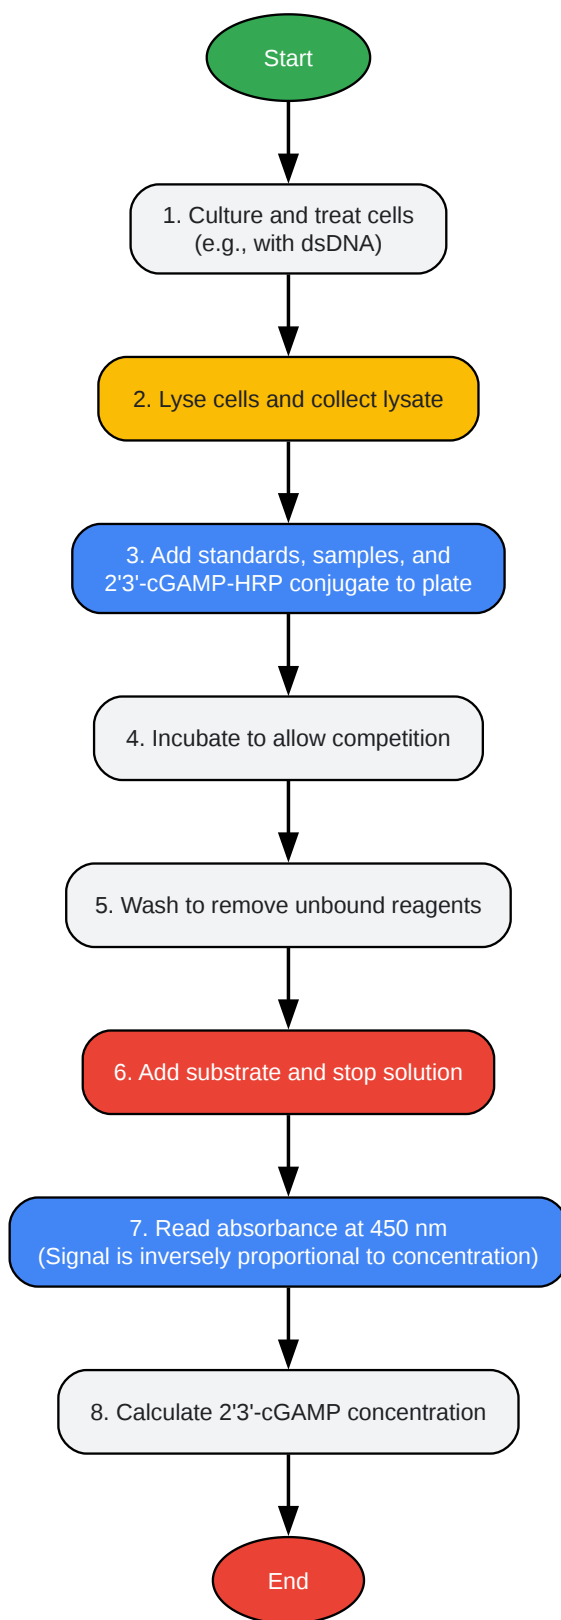 Start
1. Culture and treat cells
(e.g., with dsDNA)
2. Lyse cells and collect lysate
3. Add standards, samples, and
2'3'-cGAMP-HRP conjugate to plate
4. Incubate to allow competition
5. Wash to remove unbound reagents
6. Add substrate and stop solution
7. Read absorbance at 450 nm
(Signal is inversely proportional to concentration)
8. Calculate 2'3'-cGAMP concentration
End